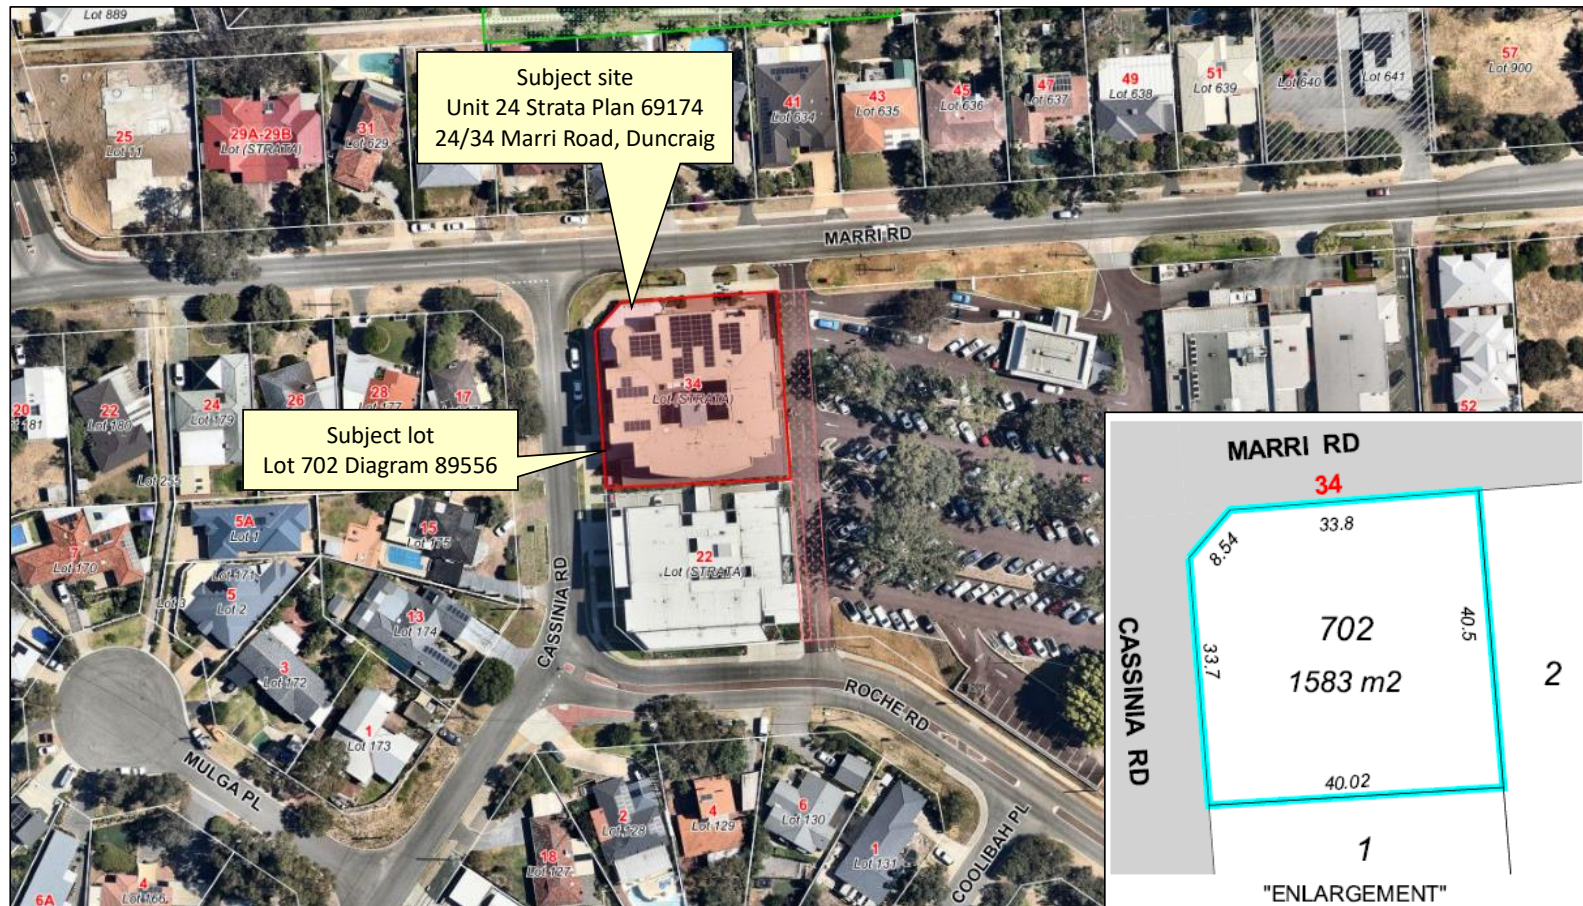 Lot 889
Subject site
Unit 24 Strata Plan 69174
24/34 Marri Road, Duncraig
25
Lot 11
29A-29B
Lot (STRATA)
31
Lot 629
41
Lot 634
43
Lot 635
45
Lot 636
47
Lot 637
49
Lot 638
51
Lot 639
Lot 640
Lot 641
57
Lot 900
MARRI RD
20
22
Lot 180
24
Lot 179
26
28
17
34
Lot (STRATA)
52
Subject lot
Lot 702 Diagram 89556
5A
Lot 1
15
Lot 175
7
Lot 170
Lot 171
5
Lot 2
Lot 3
13
Lot 174
22
Lot (STRATA)
CASSINIA RD
3
Lot 172
1
Lot 173
ROCHE RD
MULGA PL
2
Lot 128
4
Lot 129
6
Lot 130
1
Lot 131
18
Lot 127
COOLIBAH PL
6A
4
Lot 166
MARRI RD
34
33.8
8.54
702
1583 m2
40.5
33.7
CASSINIA RD
2
40.02
1
"ENLARGEMENT"